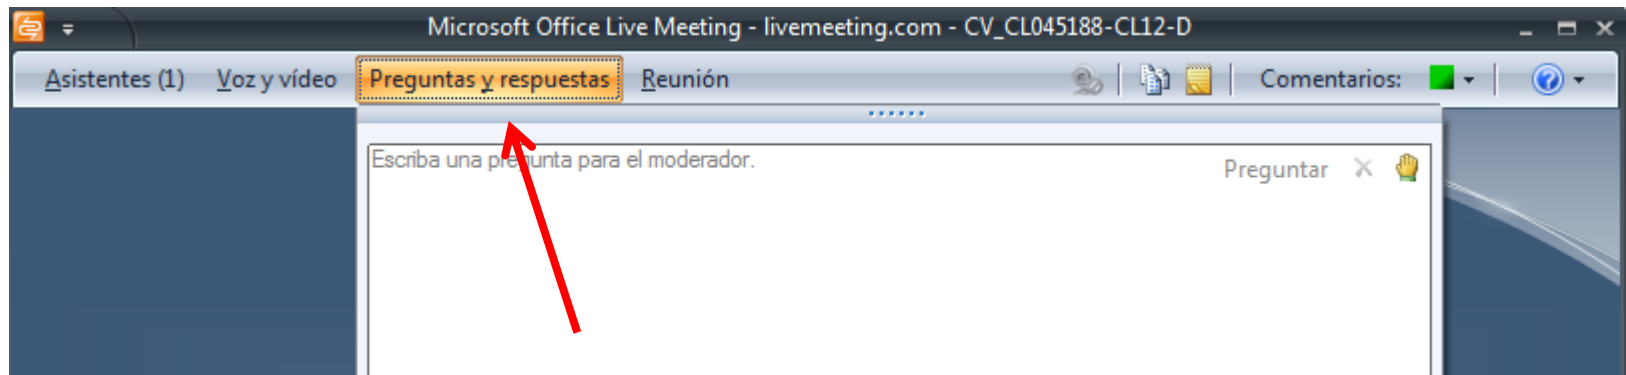 Microsoft Office Live Meeting - livemeeting.com - CV_CL045188-CL12-D
Asistentes (1) Voz y vídeo Preguntas y respuestas Reunión Comentarios:
Escriba una pregunta para el moderador.
Preguntar